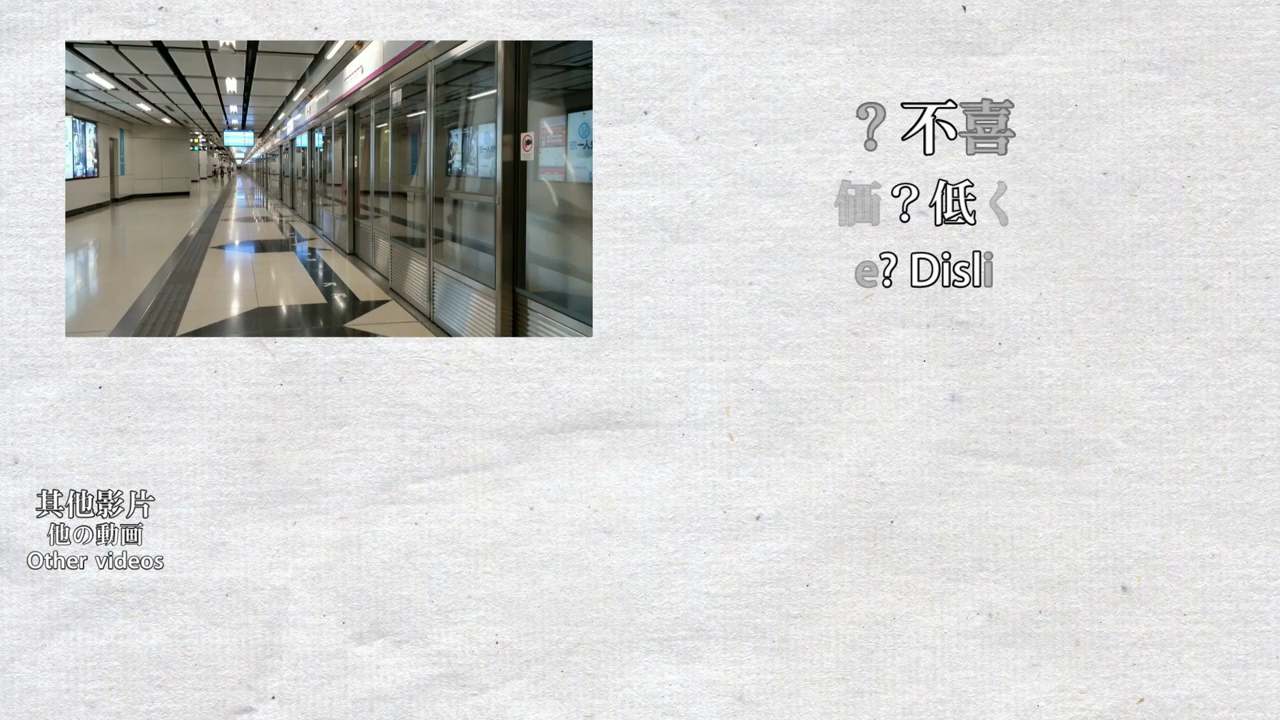 ？不喜
価？低く
e? Disli
其他影片
他の動画
Other videos